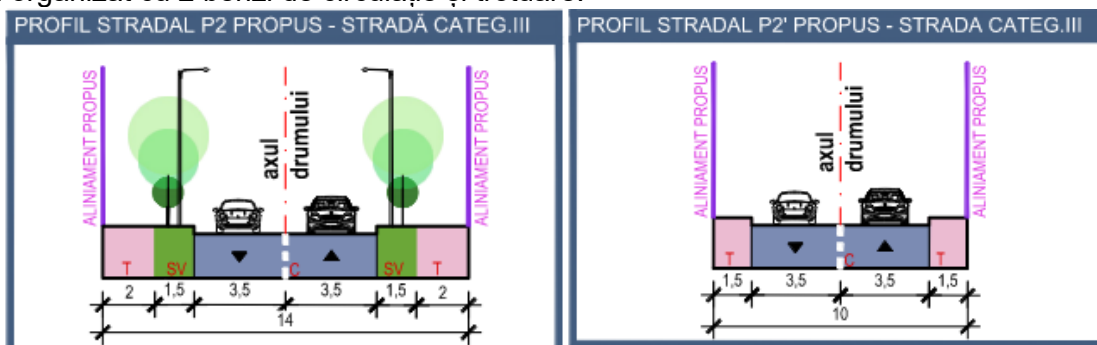 organizat cu 2 benzi de circulație și trotuare.
PROFIL STRADAL P2 PROPUS - STRADĂ CATEG.III
ALINIAMENT PROPUS
axul
drumului
ALINIAMENT PROPUS
T
SV
C
SV
T
2
1,5
3,5
3,5
1,5
2
14
PROFIL STRADAL P2' PROPUS - STRADA CATEG.III
ALINIAMENT PROPUS
axul
drumului
ALINIAMENT PROPUS
T
C
T
1,5
3,5
3,5
1,5
10